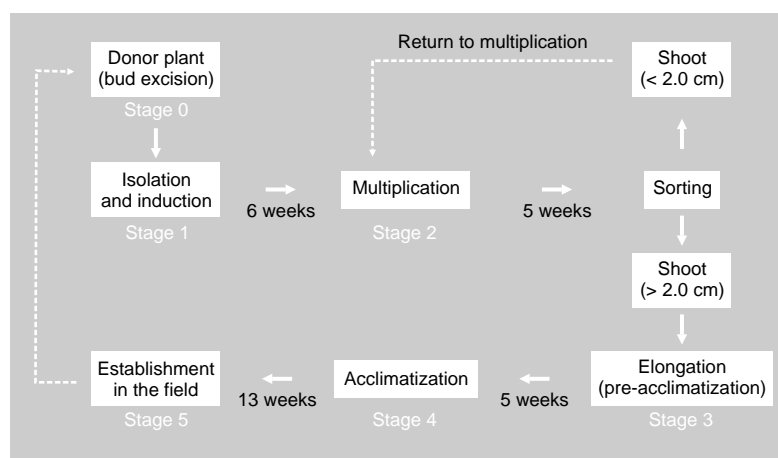 Donor plant
(bud excision)
Stage 0
Return to multiplication
Shoot
(< 2.0 cm)
Isolation
and induction
Stage 1
6 weeks
Multiplication
Stage 2
5 weeks
Sorting
Shoot
(> 2.0 cm)
Establishment
in the field
Stage 5
13 weeks
Acclimatization
Stage 4
5 weeks
Elongation
(pre-acclimatization)
Stage 3